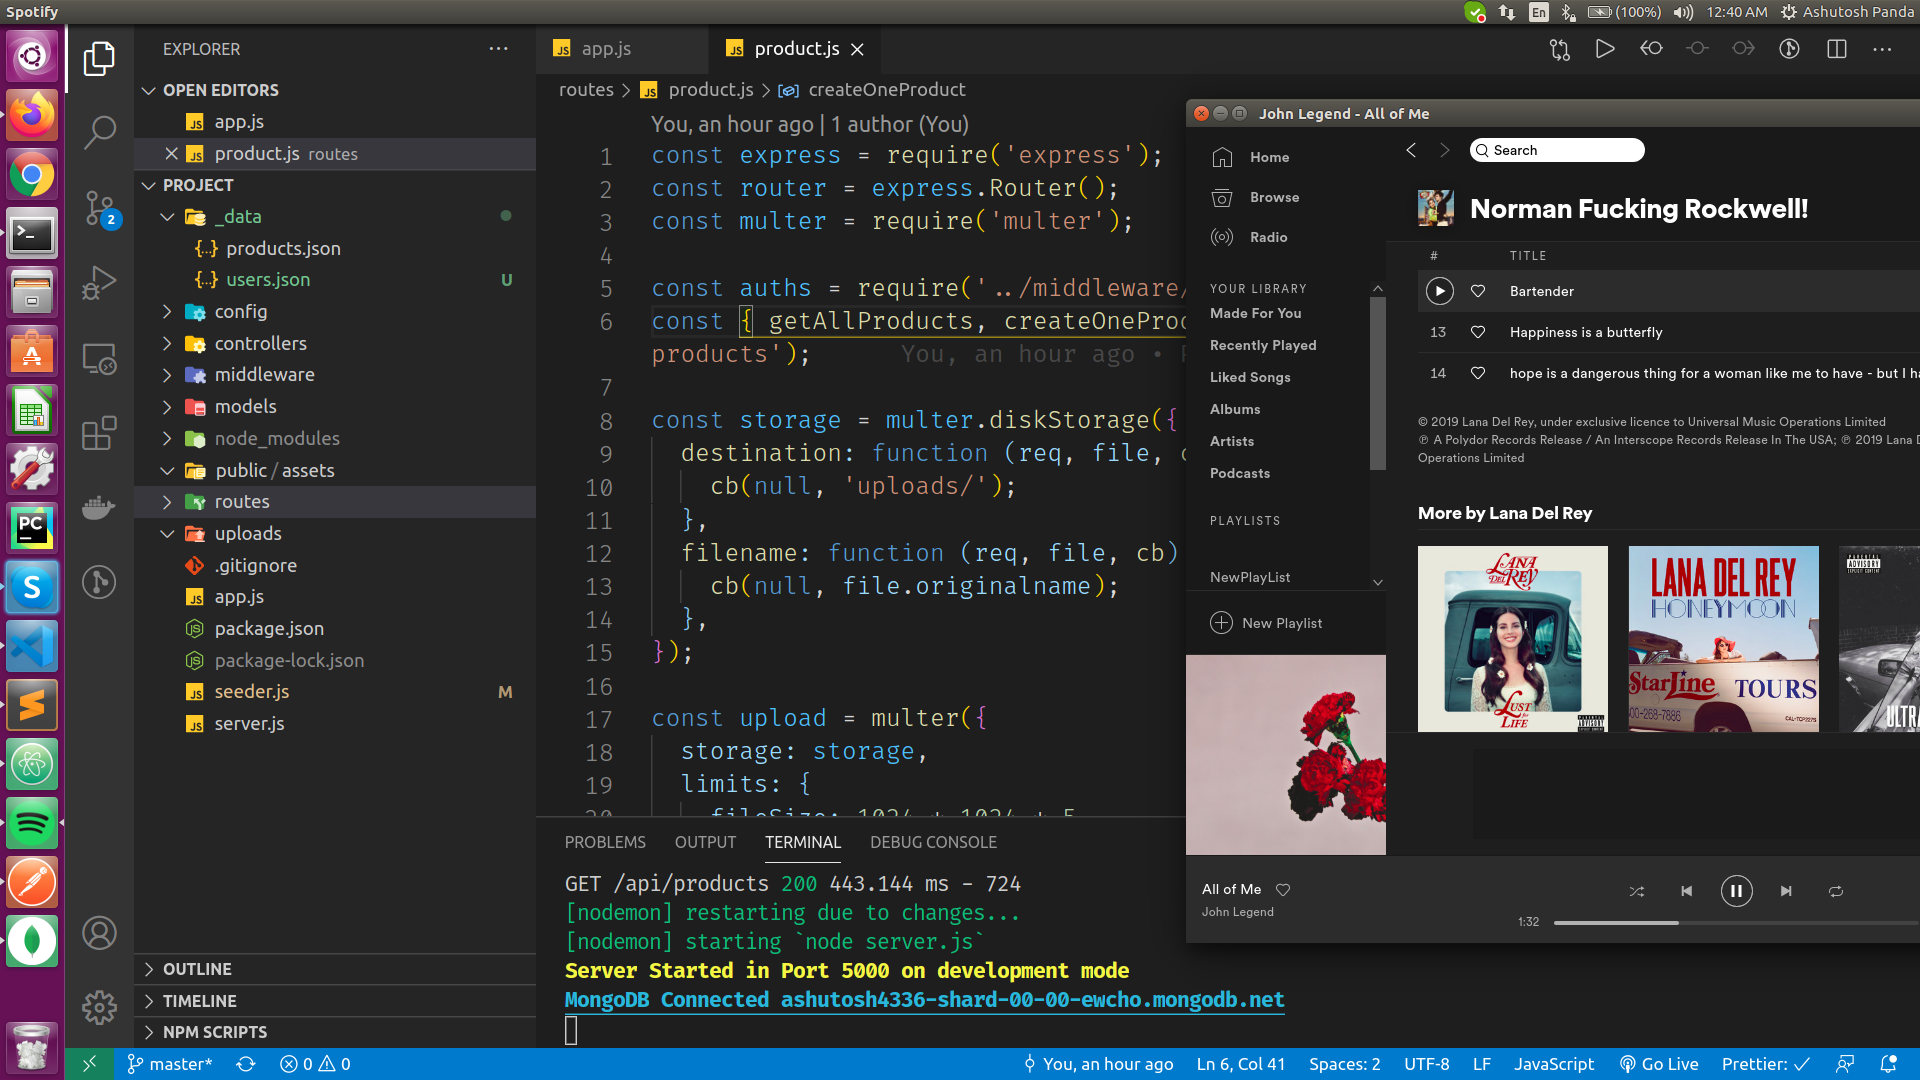 Spotify
En
(100%)
12:40 AM
Ashutosh Panda
EXPLORER
OPEN EDITORS
app.js
product.js routes
PROJECT
_data
products.json
users.json U
config
controllers
middleware
models
node_modules
public / assets
routes
uploads
.gitignore
app.js
package.json
package-lock.json
seeder.js M
server.js
OUTLINE
TIMELINE
NPM SCRIPTS
2
PC
app.js
product.js
routes > product.js > createOneProduct
You, an hour ago | 1 author (You)
1 const express = require('express');
2 const router = express.Router();
3 const multer = require('multer');
4
5 const auths = require('../middleware/
6 const { getAllProducts, createOneProd
products'); You, an hour ago •
7
8 const storage = multer.diskStorage({
9 destination: function (req, file, c
10 cb(null, 'uploads/');
11 },
12 filename: function (req, file, cb)
13 cb(null, file.originalname);
14 },
15 });
16
17 const upload = multer({
18 storage: storage,
19 limits: {
20 fileSize: 1024 * 1024 * 5
PROBLEMS OUTPUT TERMINAL DEBUG CONSOLE
GET /api/products 200 443.144 ms - 724
[nodemon] restarting due to changes...
[nodemon] starting `node server.js`
Server Started in Port 5000 on development mode
MongoDB Connected ashutosh4336-shard-00-00-ewcho.mongodb.net
John Legend - All of Me
Home
Browse
Radio
YOUR LIBRARY
Made For You
Recently Played
Liked Songs
Albums
Artists
Podcasts
PLAYLISTS
NewPlayList
New Playlist
Search
Norman Fucking Rockwell!
# TITLE
Bartender
13 Happiness is a butterfly
14 hope is a dangerous thing for a woman like me to have - but I ha
© 2019 Lana Del Rey, under exclusive licence to Universal Music Operations Limited
℗ A Polydor Records Release / An Interscope Records Release In The USA; ℗ 2019 Lana D
Operations Limited
More by Lana Del Rey
LANA
DEL REY
LUST
for
LIFE
LANA DEL REY
HONEYMOON
StarLine TOURS
800-268-7886
PARENTAL
ADVISORY
ULTRA
All of Me
John Legend
1:32
master*
0 0
You, an hour ago
Ln 6, Col 41
Spaces: 2
UTF-8
LF
JavaScript
Go Live
Prettier: ✓